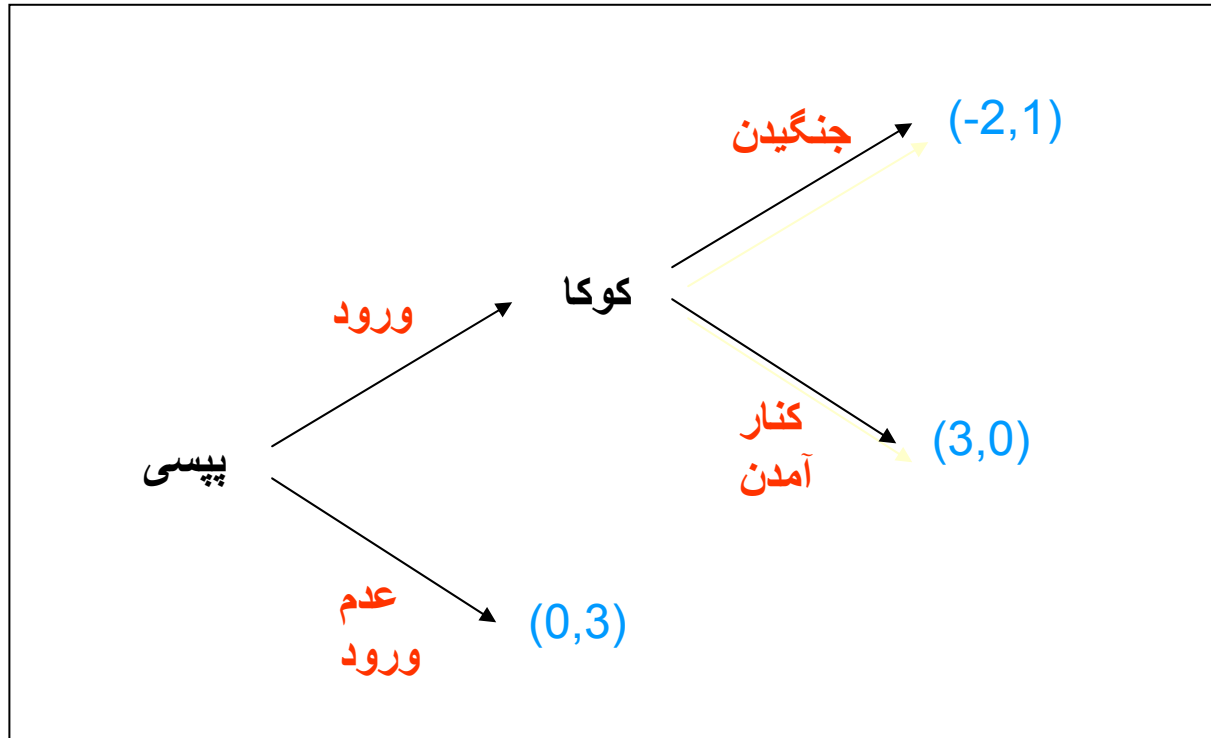 (-2,1)
جنگیدن
کوکا
ورود
کنار
آمدن
(3,0)
پپسی
عدم
ورود
(0,3)